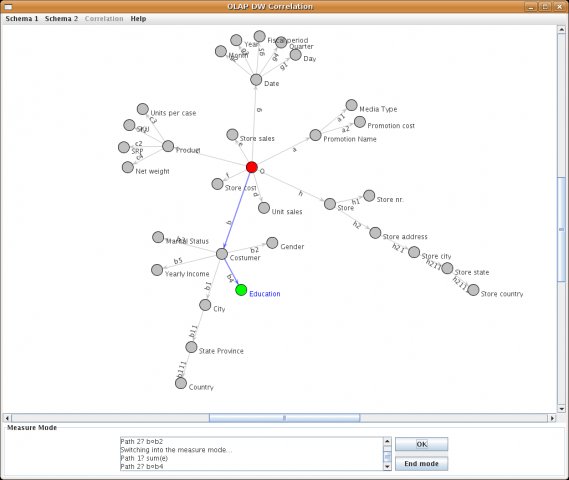 OLAP DW Correlation
Schema 1 Schema 2 Correlation Help
Fiscal period
Year
Quarter
Month
Day
g4
g1
Date
g
Units per case
c3
SKU
c2
SRP
Product
Net weight
Store sales
e
Media Type
a1
Promotion cost
a2
Promotion Name
a
G
f
Store cost
d
Unit sales
h
Store nr.
h1
Store
h2
Store address
h21
Store city
h211
Store state
Store country
b
Marital Status
b2
Gender
Costumer
b5
Yearly Income
b4
Education
b1
City
b11
State Province
b111
Country
Measure Mode
Path 2? b¤b2
Switching into the measure mode...
Path 1? sum(e)
Path 2? b¤b4
OK
End mode